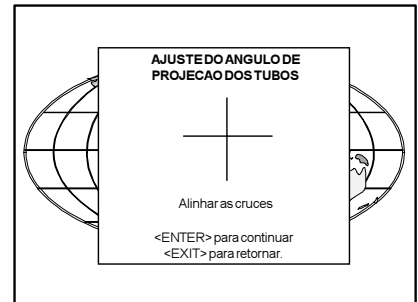 AJUSTE DO ANGULO DE
PROJECAO DOS TUBOS
Alinhar as cruces
<ENTER> para continuar
<EXIT> para retornar.